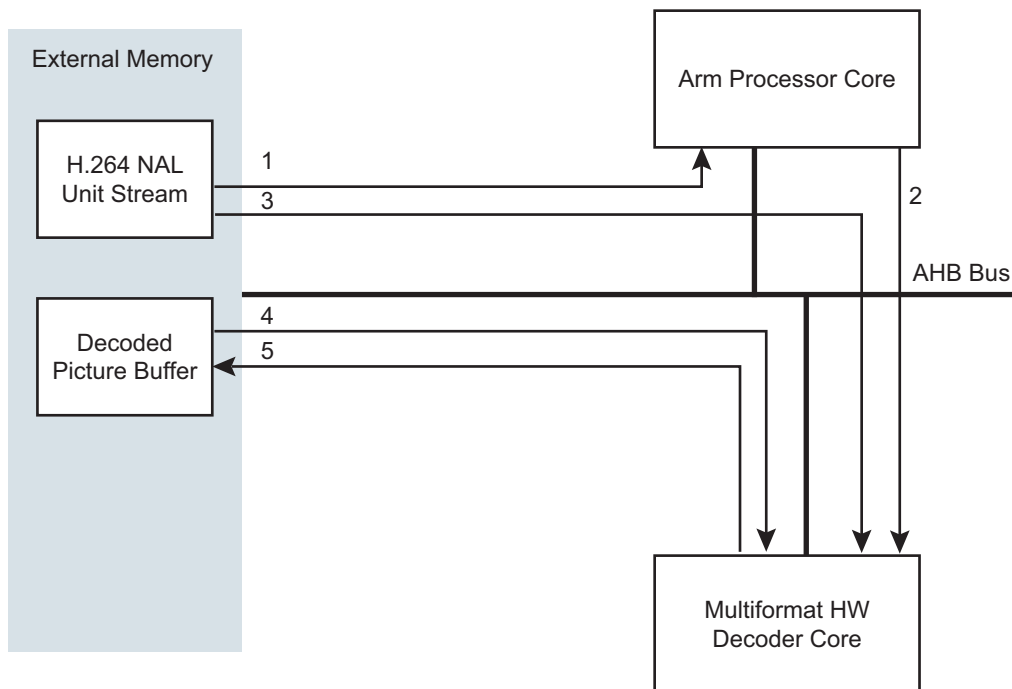 External Memory
Arm Processor Core
H.264 NAL
Unit Stream
1
3
2
AHB Bus
Decoded
Picture Buffer
4
5
Multiformat HW
Decoder Core